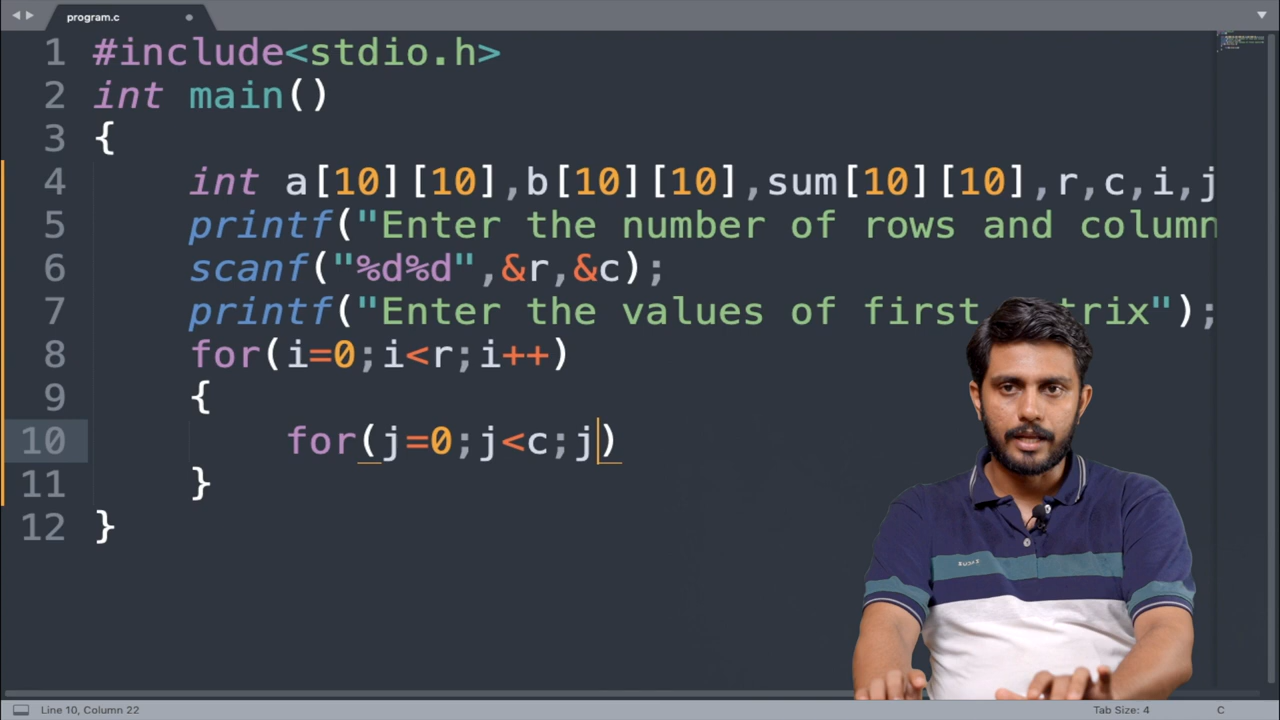 program.c
1 #include<stdio.h>
2 int main()
3 {
4 int a[10][10],b[10][10],sum[10][10],r,c,i,j
5 printf("Enter the number of rows and column
6 scanf("%d%d",&r,&c);
7 printf("Enter the values of first trix");
8 for(i=0;i<r;i++)
9 {
10 for(j=0;j<c;j)
11 }
12 }
Line 10, Column 22
Tab Size: 4
C